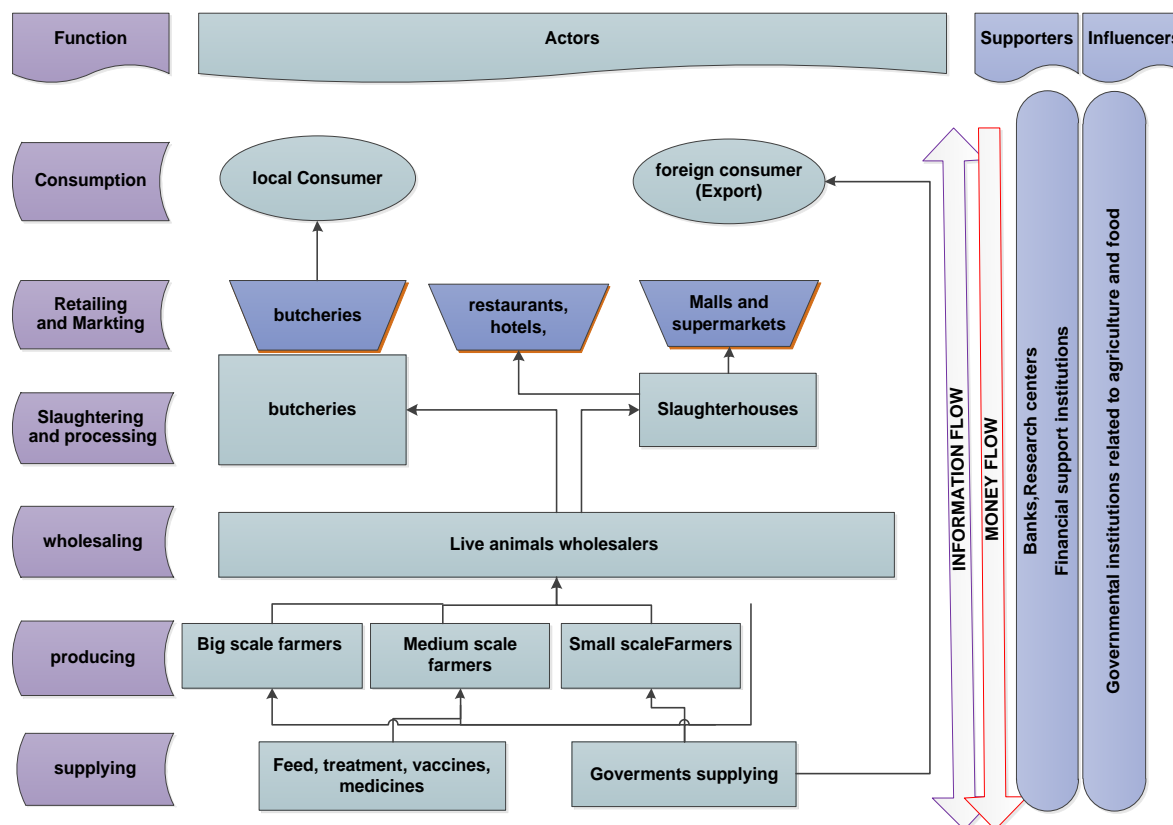 Function
Actors
Supporters
Influencers
Consumption
local Consumer
foreign consumer
(Export)
Retailing
and Markting
butcheries
restaurants,
hotels,
Malls and
supermarkets
Slaughtering
and processing
butcheries
Slaughterhouses
wholesaling
Live animals wholesalers
producing
Big scale farmers
Medium scale
farmers
Small scaleFarmers
supplying
Feed, treatment, vaccines,
medicines
Goverments supplying
INFORMATION FLOW
MONEY FLOW
Banks,Research centers
Financial support institutions
Governmental institutions related to agriculture and food